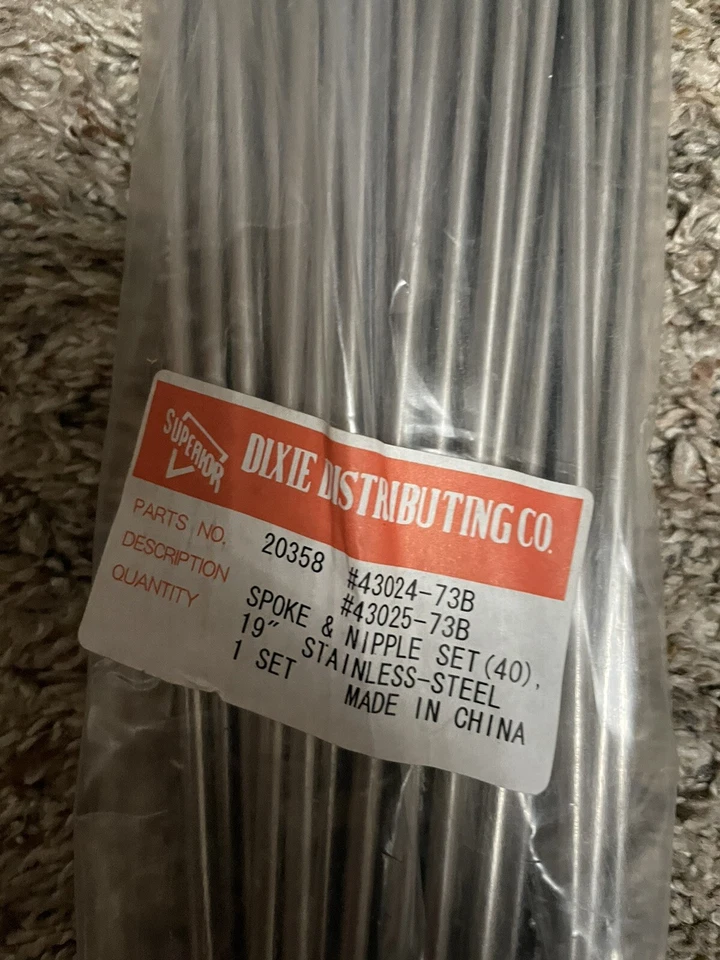 SUPERIOR
DIXIE DISTRIBUTING CO.
PARTS NO. 20358 #43024-73B
#43025-73B
DESCRIPTION SPOKE & NIPPLE SET(40),
19" STAINLESS-STEEL
QUANTITY 1 SET MADE IN CHINA